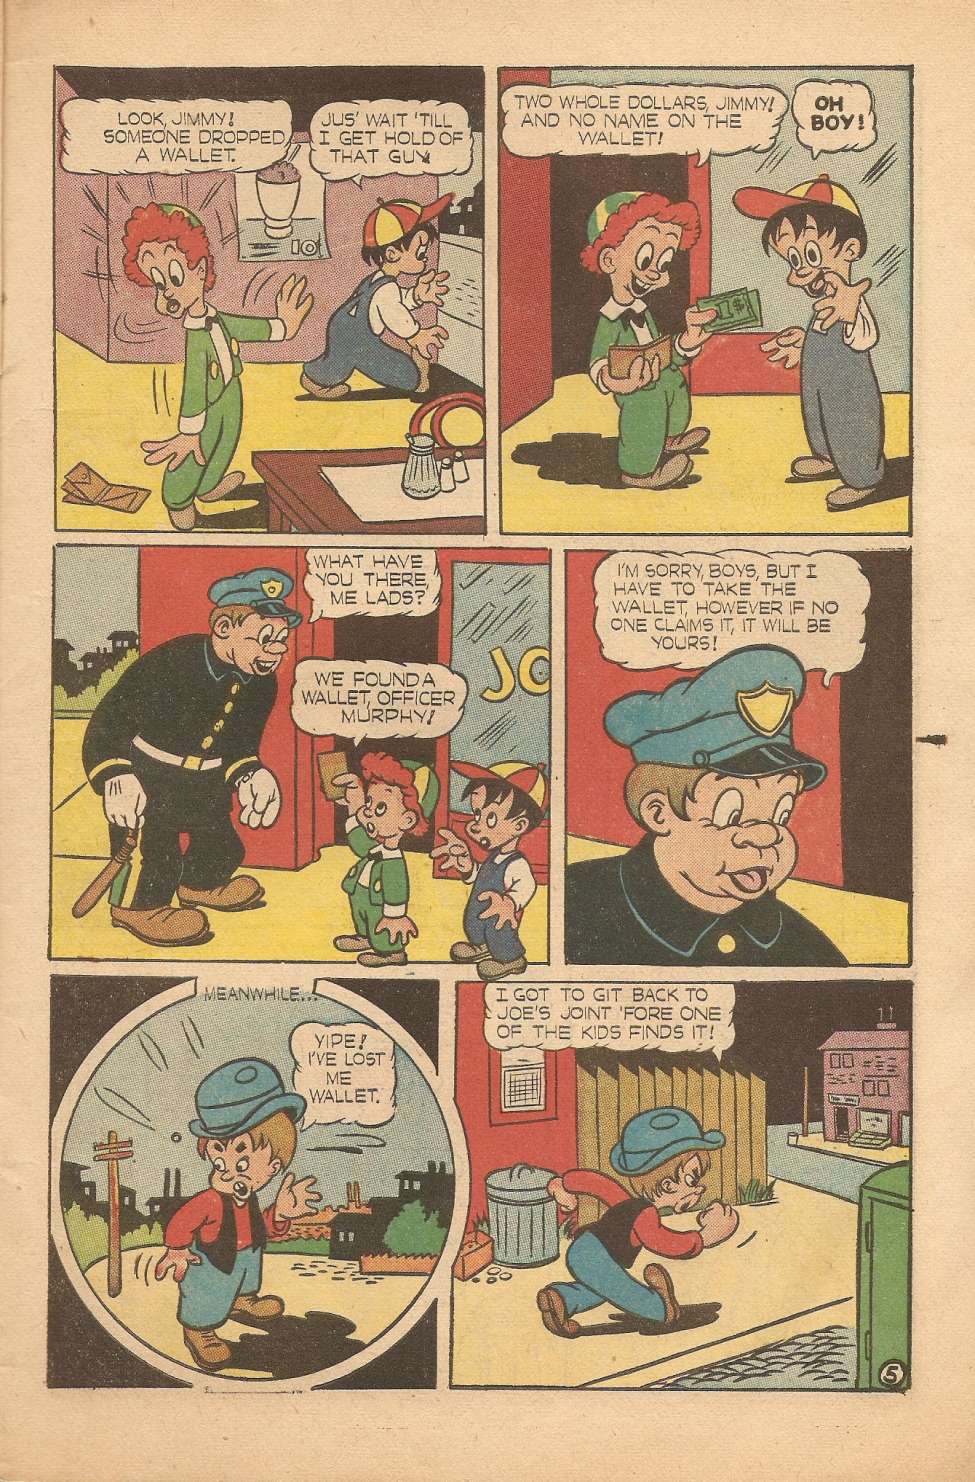 LOOK, JIMMY!
SOMEONE DROPPED
A WALLET.
JUS' WAIT 'TILL
I GET HOLD OF
THAT GUY!
10¢
TWO WHOLE DOLLARS, JIMMY!
AND NO NAME ON THE
WALLET!
OH
BOY!
$
WHAT HAVE
YOU THERE,
ME LADS?
WE FOUND A
WALLET, OFFICER
MURPHY!
JO
I'M SORRY, BOYS, BUT I
HAVE TO TAKE THE
WALLET, HOWEVER IF NO
ONE CLAIMS IT, IT WILL BE
YOURS!
MEANWHILE...
YIPE!
I'VE LOST
ME
WALLET.
I GOT TO GIT BACK TO
JOE'S JOINT 'FORE ONE
OF THE KIDS FINDS IT!
5